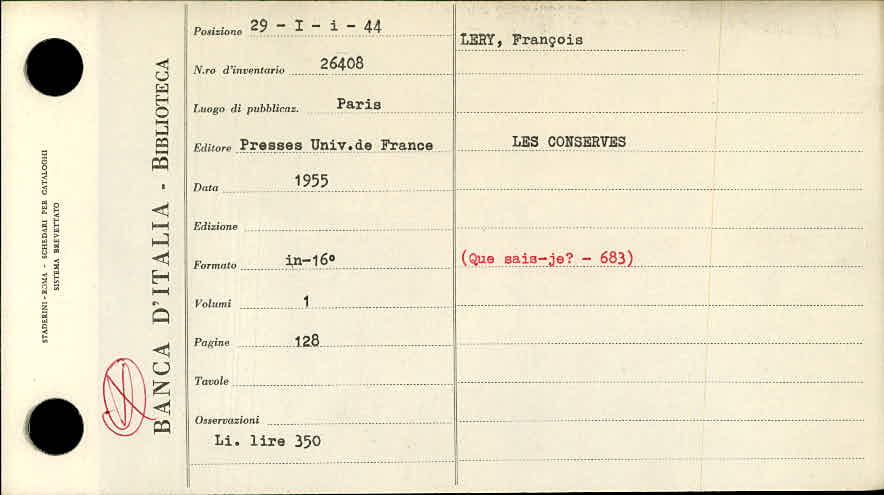 STADERINI - ROMA - SCHEDARI PER CATALOGHI
SISTEMA BREVETTATO
BANCA D'ITALIA - BIBLIOTECA
Posizione 29 - I - i - 44
N.ro d'inventario 26408
Luogo di pubblicaz. Paris
Editore Presses Univ.de France
Data 1955
Edizione
Formato in-16º
Volumi 1
Pagine 128
Tavole
Osservazioni
Li. lire 350
LERY, François
LES CONSERVES
(Que sais-je? - 683)